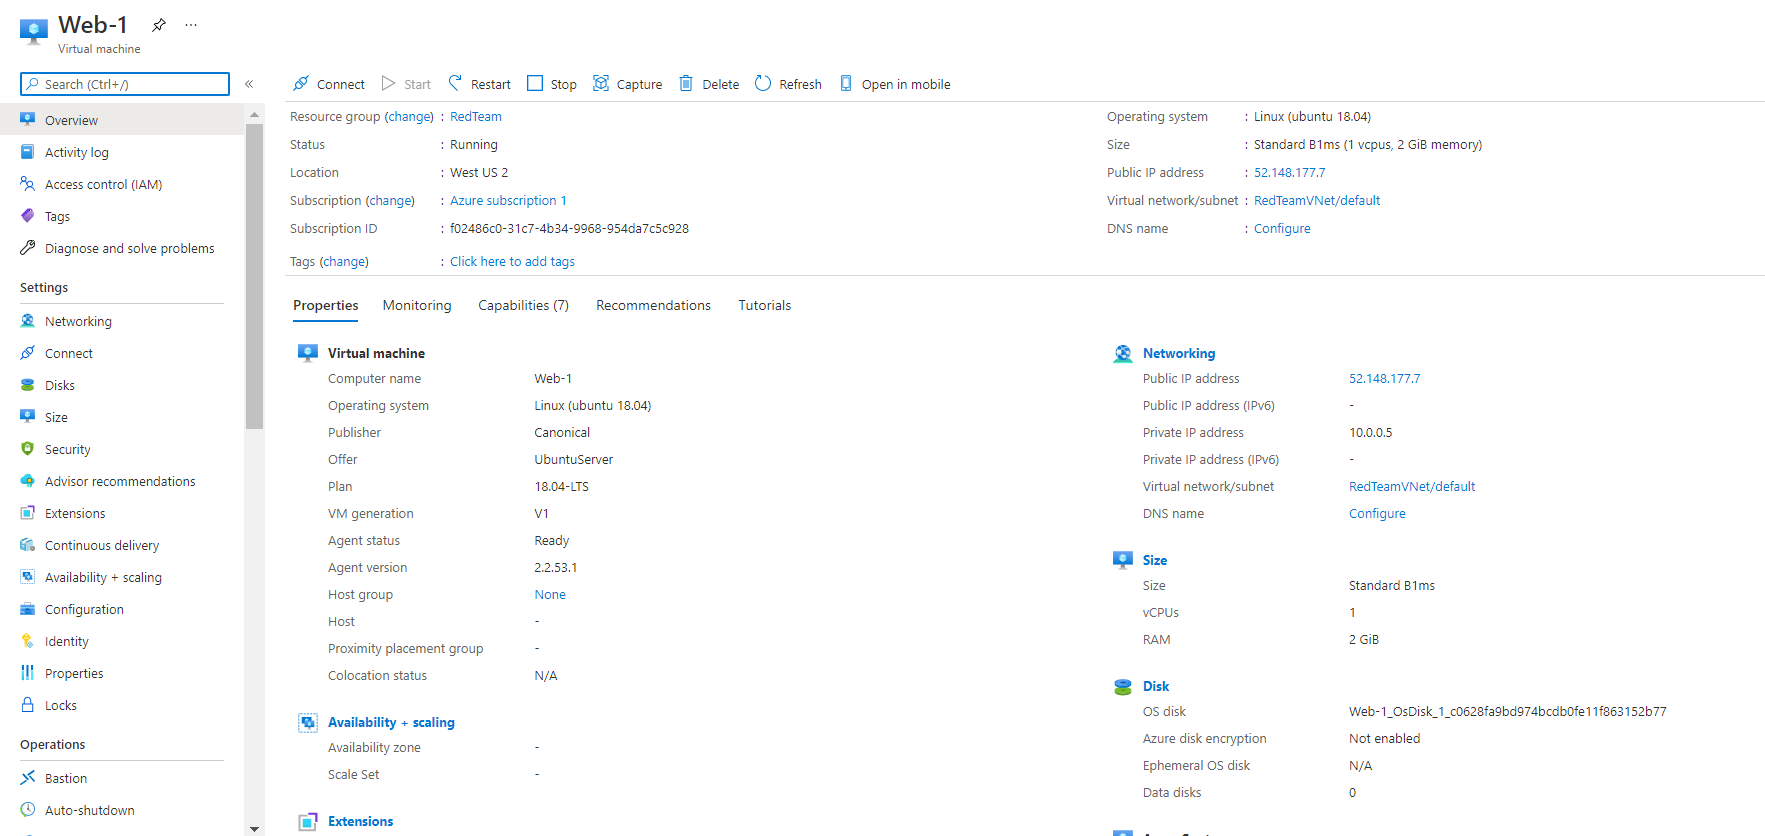 Web-1
...
Virtual machine
Search (Ctrl+/)
«
Overview
Activity log
Access control (IAM)
Tags
Diagnose and solve problems
Settings
Networking
Connect
Disks
Size
Security
Advisor recommendations
Extensions
Continuous delivery
Availability + scaling
Configuration
Identity
Properties
Locks
Operations
Bastion
Auto-shutdown
Connect Start Restart Stop Capture Delete Refresh Open in mobile
Resource group (change) : RedTeam
Status : Running
Location : West US 2
Subscription (change) : Azure subscription 1
Subscription ID : f02486c0-31c7-4b34-9968-954da7c5c928
Tags (change) : Click here to add tags
Operating system : Linux (ubuntu 18.04)
Size : Standard B1ms (1 vcpus, 2 GiB memory)
Public IP address : 52.148.177.7
Virtual network/subnet : RedTeamVNet/default
DNS name : Configure
Properties Monitoring Capabilities (7) Recommendations Tutorials
Virtual machine
Computer name Web-1
Operating system Linux (ubuntu 18.04)
Publisher Canonical
Offer UbuntuServer
Plan 18.04-LTS
VM generation V1
Agent status Ready
Agent version 2.2.53.1
Host group None
Host -
Proximity placement group -
Colocation status N/A
Availability + scaling
Availability zone -
Scale Set -
Extensions
Networking
Public IP address 52.148.177.7
Public IP address (IPv6) -
Private IP address 10.0.0.5
Private IP address (IPv6) -
Virtual network/subnet RedTeamVNet/default
DNS name Configure
Size
Size Standard B1ms
vCPUs 1
RAM 2 GiB
Disk
OS disk Web-1_OsDisk_1_c0628fa9bd974bcdb0fe11f863152b77
Azure disk encryption Not enabled
Ephemeral OS disk N/A
Data disks 0